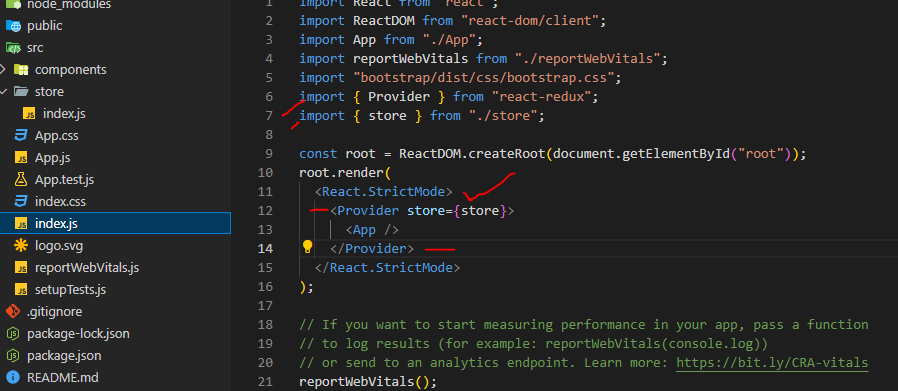 node_modules
public
src
components
store
index.js
App.css
App.js
App.test.js
index.css
index.js
logo.svg
reportWebVitals.js
setupTests.js
.gitignore
package-lock.json
package.json
README.md
1 import React from "react";
2 import ReactDOM from "react-dom/client";
3 import App from "./App";
4 import reportWebVitals from "./reportWebVitals";
5 import "bootstrap/dist/css/bootstrap.css";
6 import { Provider } from "react-redux";
7 import { store } from "./store";
8
9 const root = ReactDOM.createRoot(document.getElementById("root"));
10 root.render(
11 <React.StrictMode>
12 <Provider store={store}>
13 <App />
14 </Provider>
15 </React.StrictMode>
16 );
17
18 // If you want to start measuring performance in your app, pass a function
19 // to log results (for example: reportWebVitals(console.log))
20 // or send to an analytics endpoint. Learn more: https://bit.ly/CRA-vitals
21 reportWebVitals();